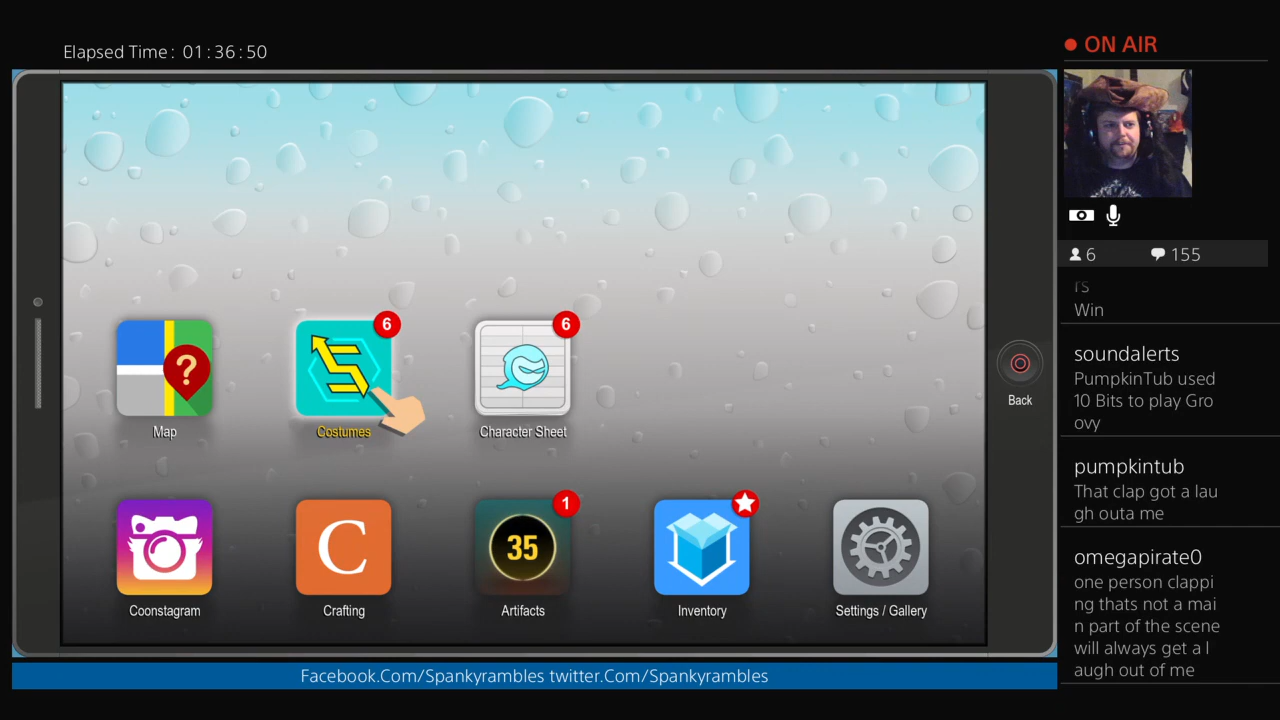 Elapsed Time: 01:36:50
ON AIR
6 155
rs
Win
soundalerts
PumpkinTub used
10 Bits to play Gro
ovy
pumpkintub
That clap got a lau
gh outa me
omegapirate0
one person clappi
ng thats not a mai
n part of the scene
will always get a l
augh out of me
?
Map
6
Costumes
6
Character Sheet
Back
Coonstagram
C
Crafting
35
1
Artifacts
Inventory
Settings / Gallery
Facebook.Com/Spankyrambles twitter.Com/Spankyrambles